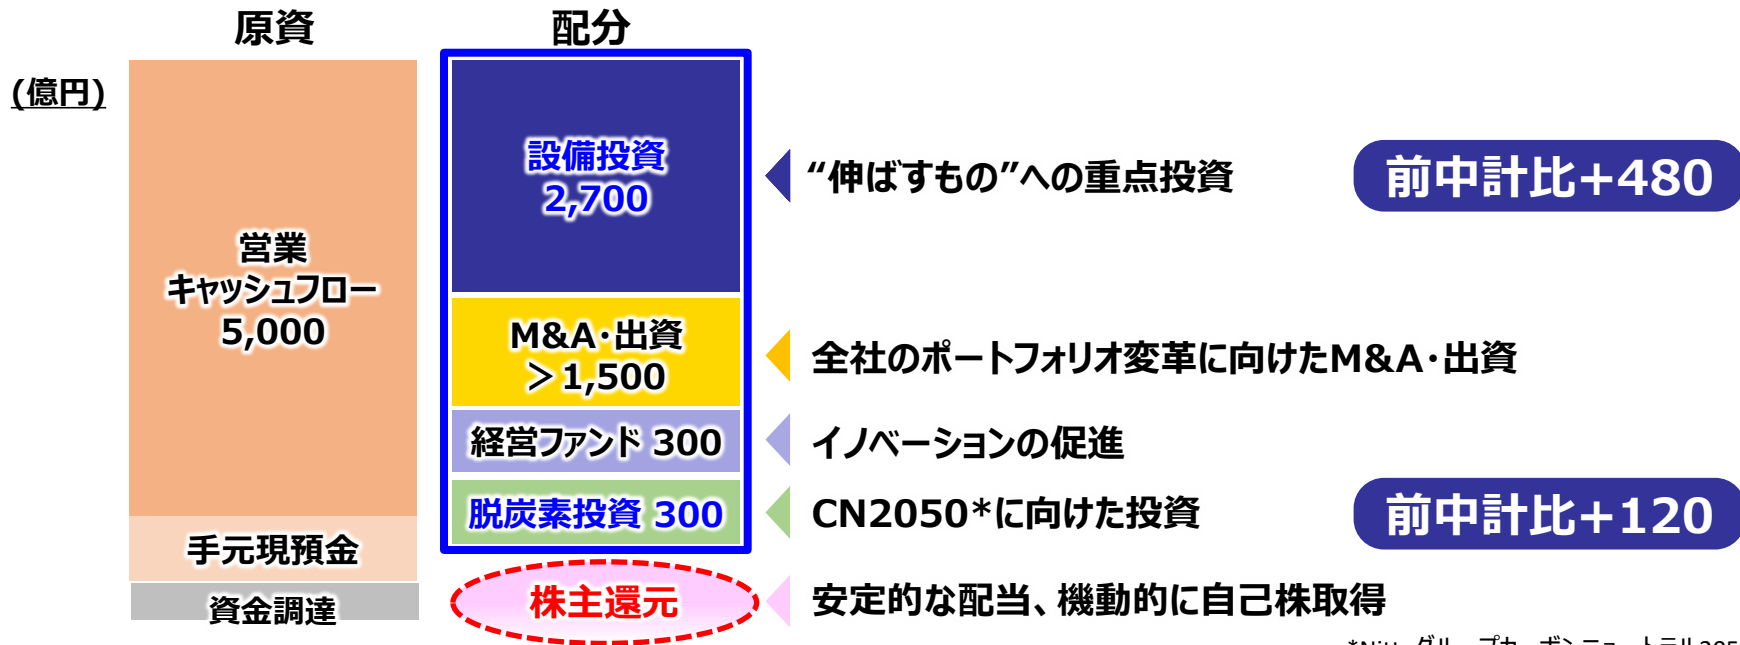 原資
配分
(億円)
営業
キャッシュフロー
5,000
手元現預金
資金調達
設備投資
2,700
M&A・出資
＞1,500
経営ファンド 300
脱炭素投資 300
株主還元
“伸ばすもの”への重点投資
前中計比+480
全社のポートフォリオ変革に向けたM&A・出資
イノベーションの促進
CN2050*に向けた投資
前中計比+120
安定的な配当、機動的に自己株取得